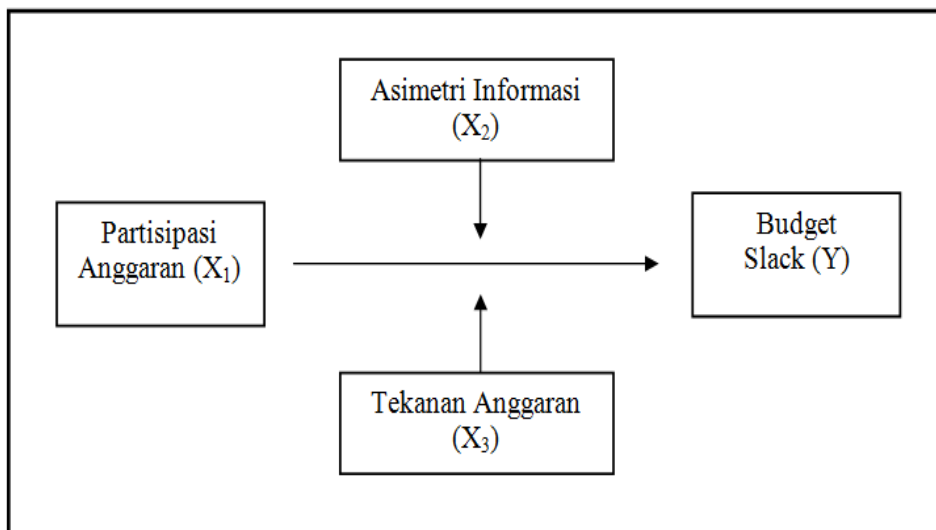 Asimetri Informasi
(X₂)
Partisipasi
Anggaran (X₁)
Budget
Slack (Y)
Tekanan Anggaran
(X₃)